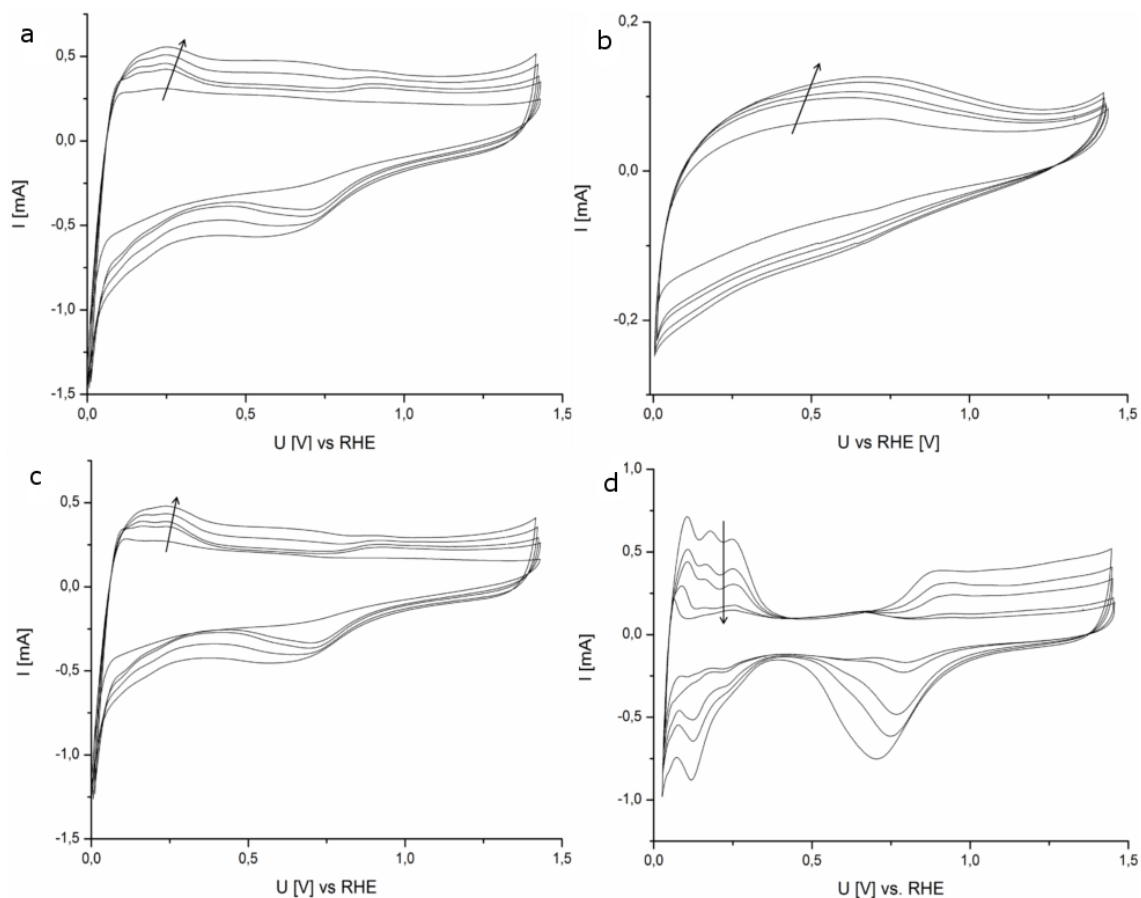 a
0,5
0,0
-0,5
-1,0
-1,5
I [mA]
0,0 0,5 1,0 1,5
U [V] vs RHE
b
0,2
0,0
-0,2
I [mA]
0,0 0,5 1,0 1,5
U vs RHE [V]
c
0,5
0,0
-0,5
-1,0
-1,5
I [mA]
0,0 0,5 1,0 1,5
U [V] vs RHE
d
1,0
0,5
0,0
-0,5
-1,0
I [mA]
0,0 0,5 1,0 1,5
U [V] vs. RHE